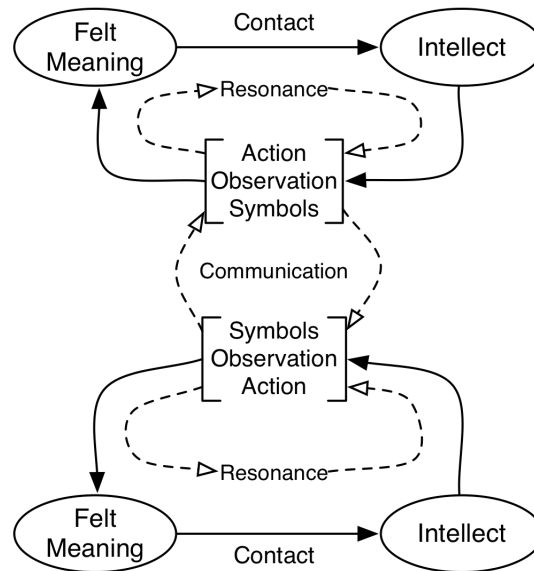 Felt
Meaning
Contact
Intellect
Resonance
Action
Observation
Symbols
Communication
Symbols
Observation
Action
Resonance
Felt
Meaning
Contact
Intellect